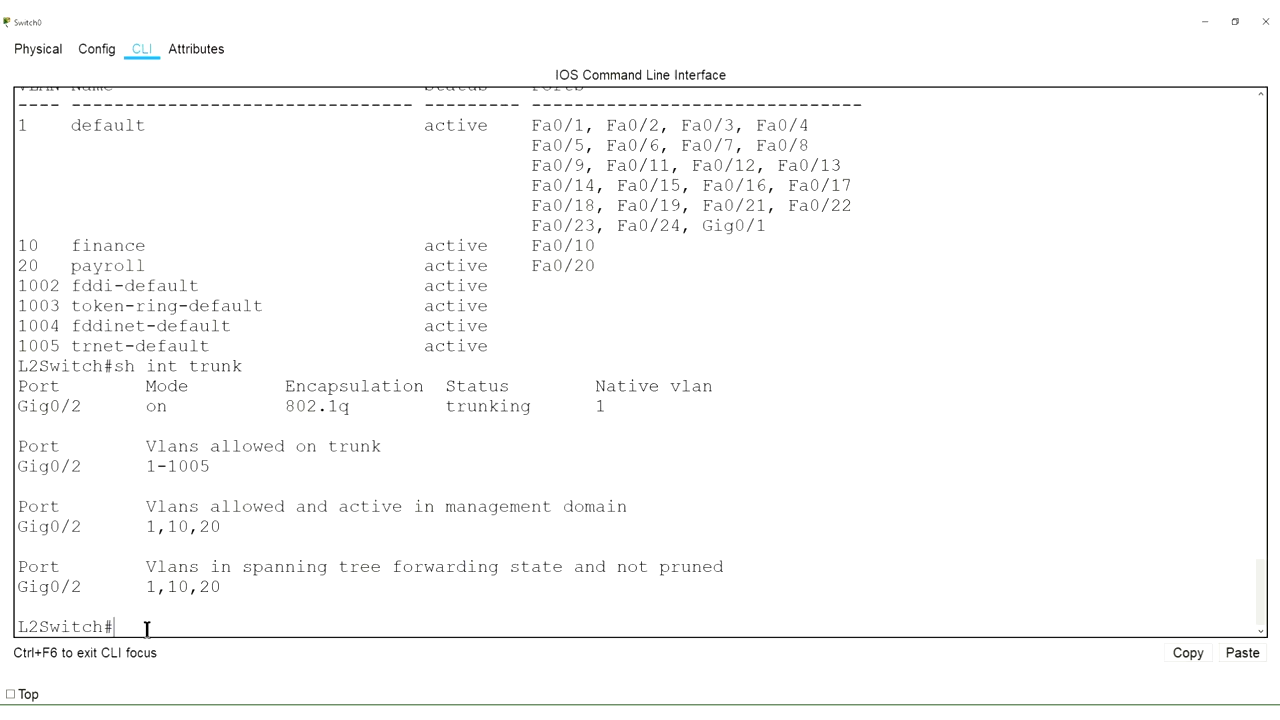 Switch0
Physical Config CLI Attributes
IOS Command Line Interface
VLAN Name Status Ports
---- -------------------------------- --------- -------------------------------
1 default active Fa0/1, Fa0/2, Fa0/3, Fa0/4
Fa0/5, Fa0/6, Fa0/7, Fa0/8
Fa0/9, Fa0/11, Fa0/12, Fa0/13
Fa0/14, Fa0/15, Fa0/16, Fa0/17
Fa0/18, Fa0/19, Fa0/21, Fa0/22
Fa0/23, Fa0/24, Gig0/1
10 finance active Fa0/10
20 payroll active Fa0/20
1002 fddi-default active
1003 token-ring-default active
1004 fddinet-default active
1005 trnet-default active
L2Switch#sh int trunk
Port Mode Encapsulation Status Native vlan
Gig0/2 on 802.1q trunking 1
Port Vlans allowed on trunk
Gig0/2 1-1005
Port Vlans allowed and active in management domain
Gig0/2 1,10,20
Port Vlans in spanning tree forwarding state and not pruned
Gig0/2 1,10,20
L2Switch#
Ctrl+F6 to exit CLI focus
Copy Paste
Top